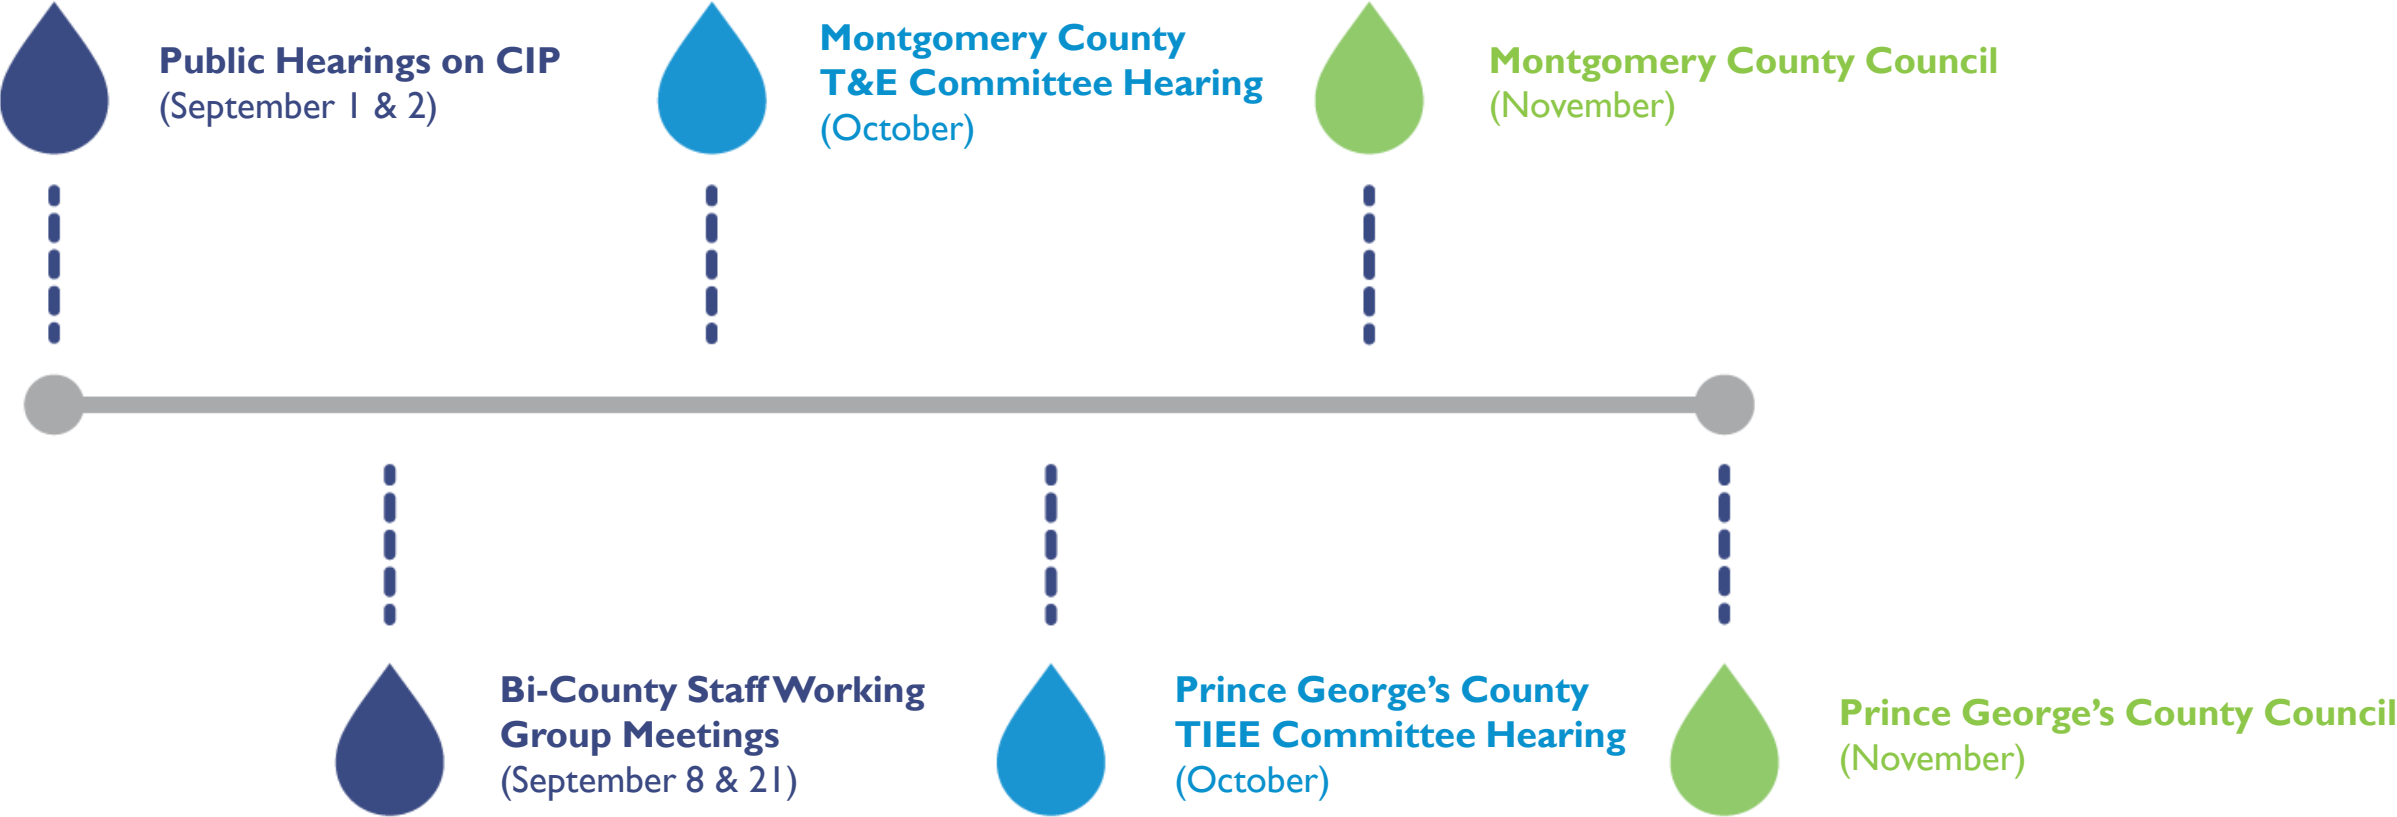 Public Hearings on CIP
(September 1 & 2)
Montgomery County
T&E Committee Hearing
(October)
Montgomery County Council
(November)
Bi-County Staff Working
Group Meetings
(September 8 & 21)
Prince George’s County
TIEE Committee Hearing
(October)
Prince George’s County Council
(November)